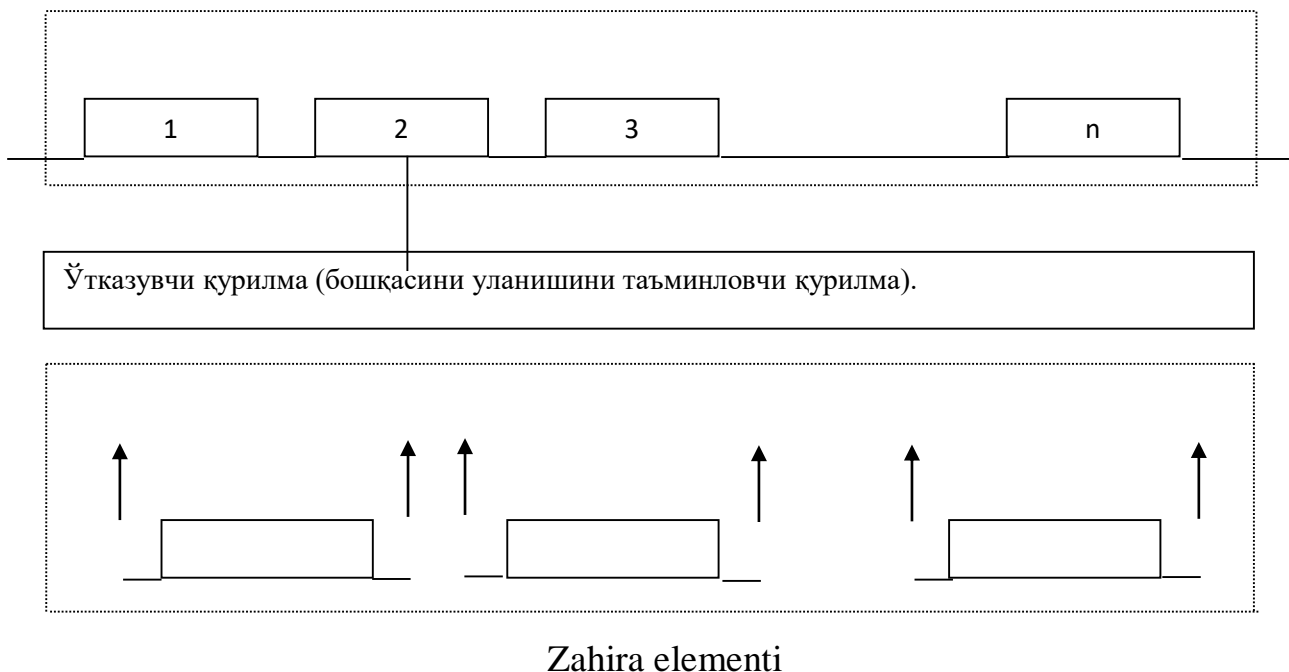 1 2 3 n
Ўтказувчи қурилма (бошқасини уланишини таъминловчи қурилма).
Zahira elementi